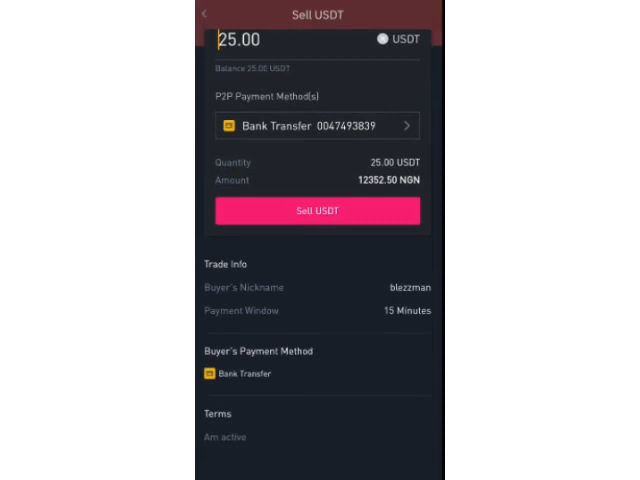 Sell USDT
25.00 USDT
Balance 25.00 USDT
P2P Payment Method(s)
Bank Transfer 0047493839
Quantity 25.00 USDT
Amount 12352.50 NGN
Sell USDT
Trade Info
Buyer's Nickname blezzman
Payment Window 15 Minutes
Buyer's Payment Method
Bank Transfer
Terms
Am active